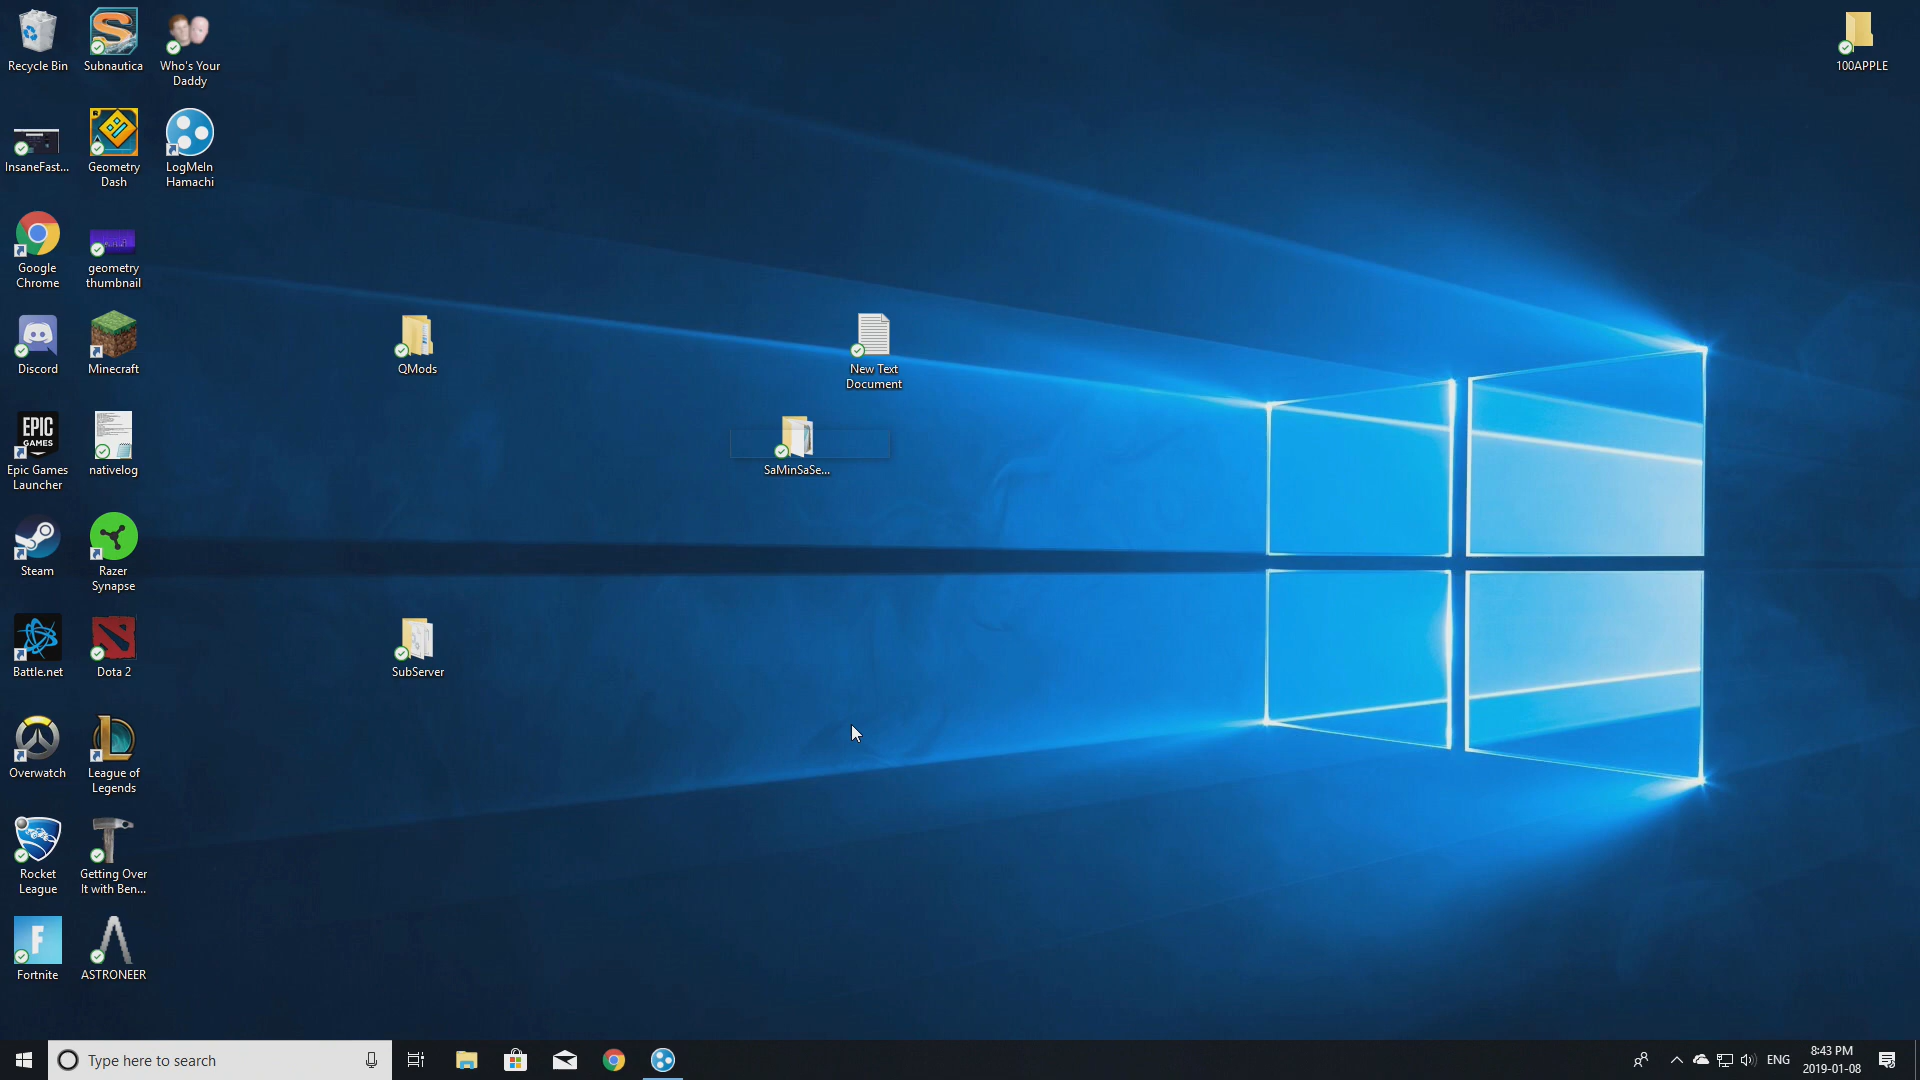 Recycle Bin
Subnautica
Who's Your
Daddy
100APPLE
InsaneFast...
Geometry
Dash
LogMeIn
Hamachi
Google
Chrome
geometry
thumbnail
Discord
Minecraft
QMods
New Text
Document
EPIC
GAMES
Epic Games
Launcher
nativelog
SaMinSaSe...
Steam
Razer
Synapse
Battle.net
Dota 2
SubServer
Overwatch
League of
Legends
Rocket
League
Getting Over
It with Ben...
F
Fortnite
ASTRONEER
Type here to search
ENG
8:43 PM
2019-01-08